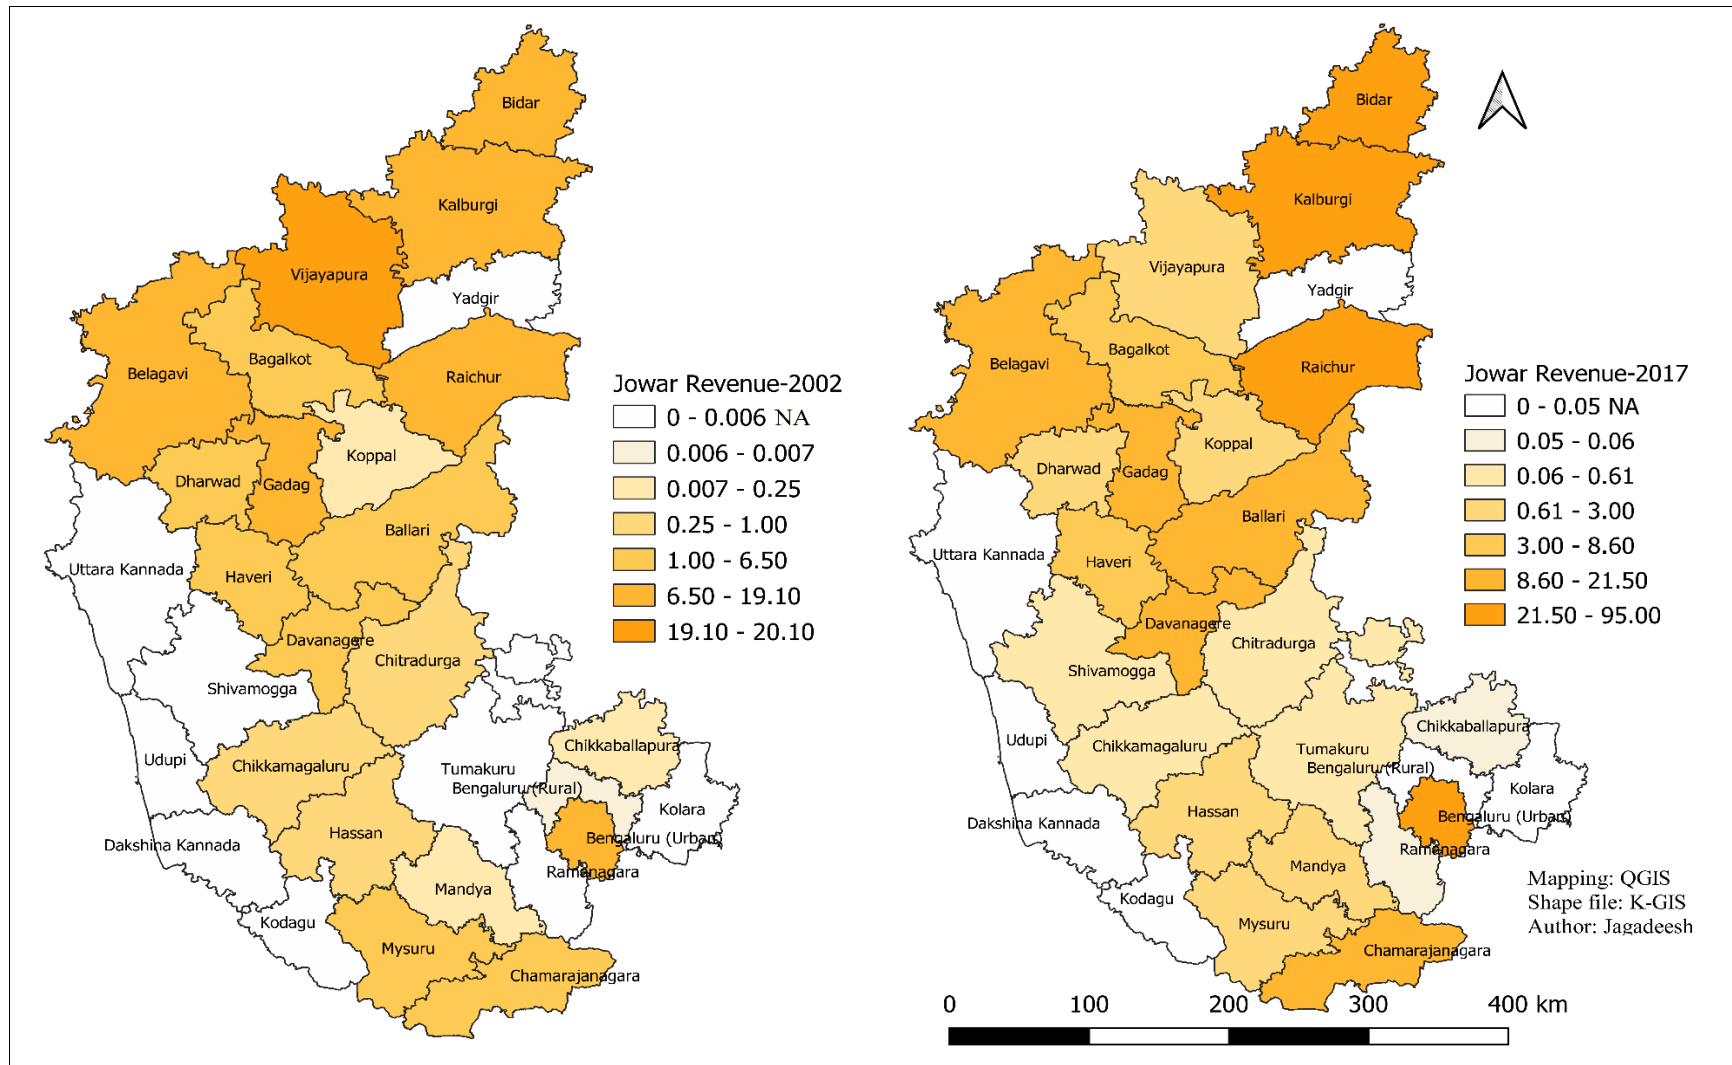 Bidar
Kalburgi
Vijayapura
Yadgir
Bagalkot
Belagavi
Raichur
Koppal
Dharwad
Gadag
Ballari
Uttara Kannada
Haveri
Davanagere
Chitradurga
Shivamogga
Udupi
Chikkamagaluru
Chikkaballapura
Tumakuru
Bengaluru (Rural)
Kolara
Hassan
Dakshina Kannada
Bengaluru (Urban)
Ramanagara
Mandya
Kodagu
Mysuru
Chamarajanagara
Jowar Revenue-2002
0 - 0.006 NA
0.006 - 0.007
0.007 - 0.25
0.25 - 1.00
1.00 - 6.50
6.50 - 19.10
19.10 - 20.10
Bidar
Kalburgi
Vijayapura
Yadgir
Bagalkot
Belagavi
Raichur
Koppal
Dharwad
Gadag
Ballari
Uttara Kannada
Haveri
Davanagere
Chitradurga
Shivamogga
Udupi
Chikkamagaluru
Chikkaballapura
Tumakuru
Bengaluru (Rural)
Kolara
Hassan
Dakshina Kannada
Bengaluru (Urban)
Ramanagara
Mandya
Kodagu
Mysuru
Chamarajanagara
Jowar Revenue-2017
0 - 0.05 NA
0.05 - 0.06
0.06 - 0.61
0.61 - 3.00
3.00 - 8.60
8.60 - 21.50
21.50 - 95.00
Mapping: QGIS
Shape file: K-GIS
Author: Jagadeesh
0 100 200 300 400 km